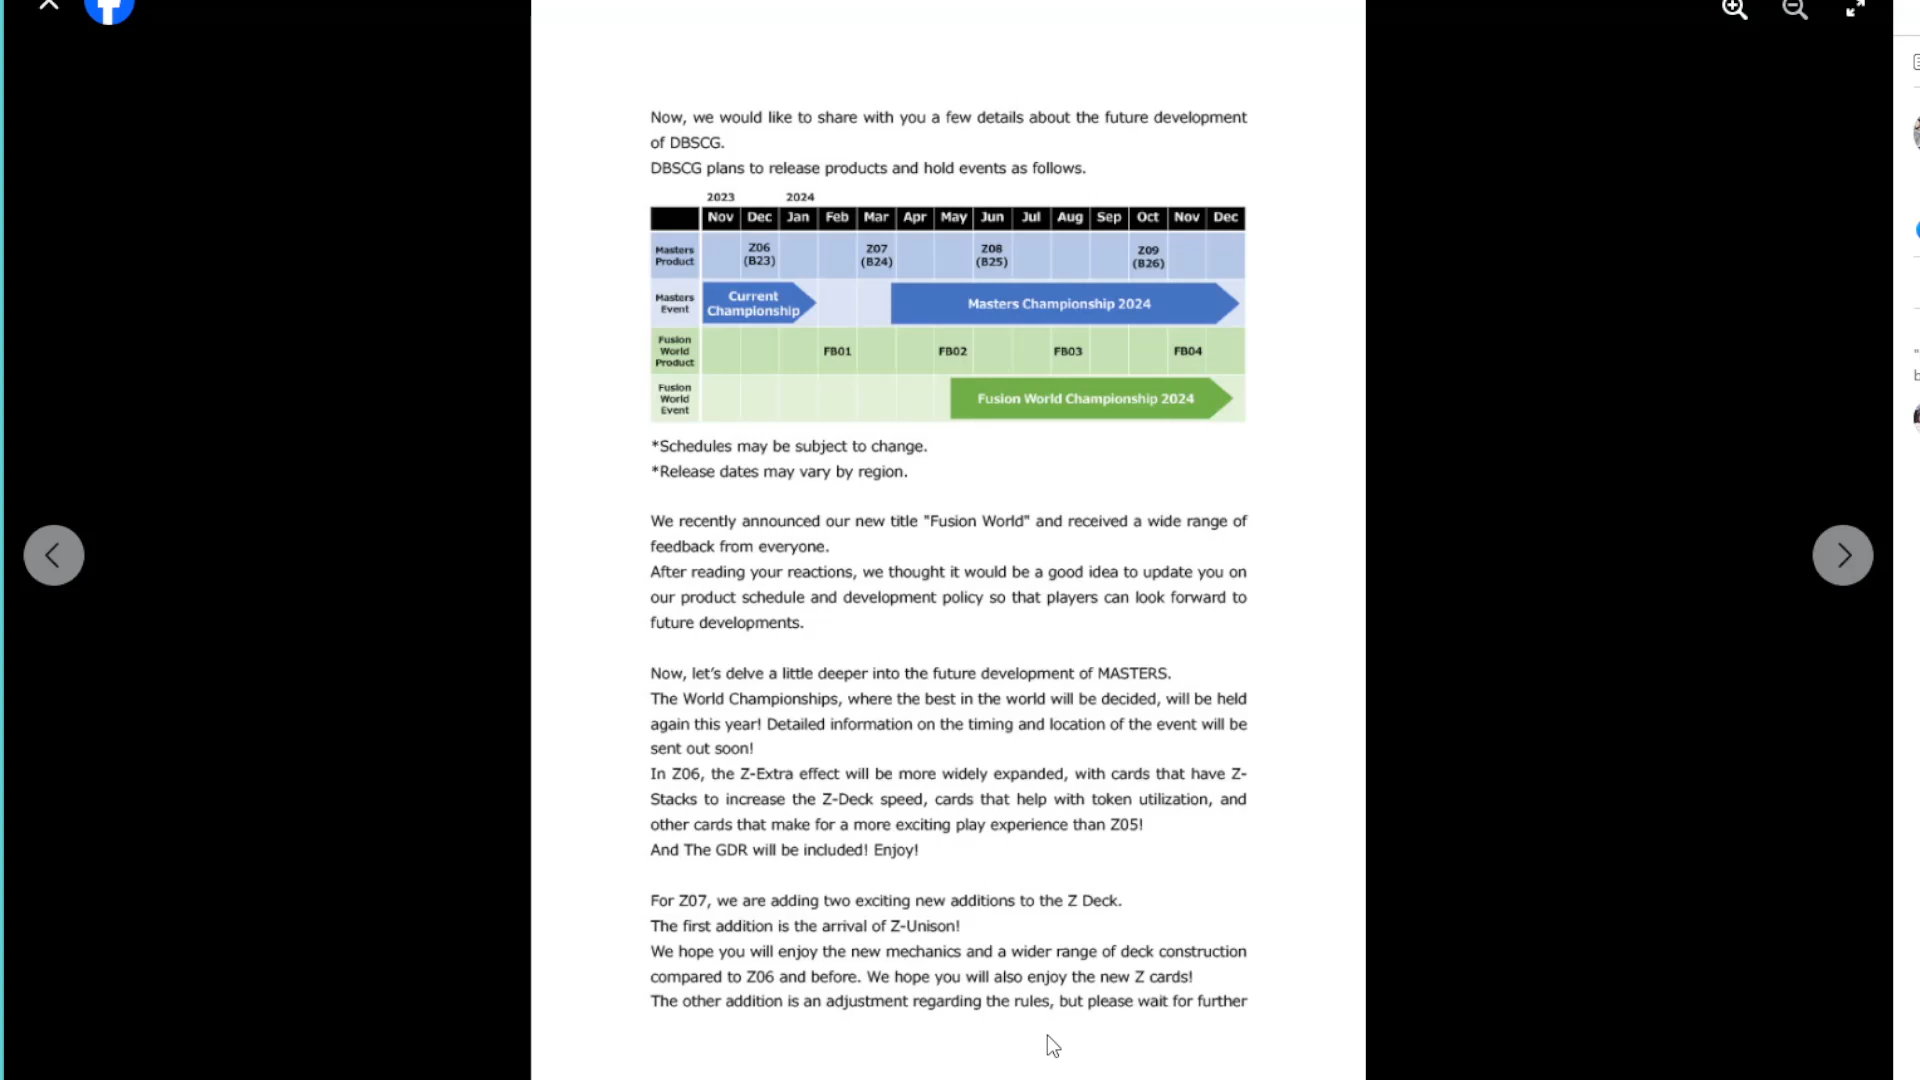 Now, we would like to share with you a few details about the future development
of DBSCG.
DBSCG plans to release products and hold events as follows.
2023 2024
Nov Dec Jan Feb Mar Apr May Jun Jul Aug Sep Oct Nov Dec
Masters
Product
Z06
(B23)
Z07
(B24)
Z08
(B25)
Z09
(B26)
Masters
Event
Current
Championship
Masters Championship 2024
Fusion
World
Product
FB01 FB02 FB03 FB04
Fusion
World
Event
Fusion World Championship 2024
*Schedules may be subject to change.
*Release dates may vary by region.
We recently announced our new title "Fusion World" and received a wide range of
feedback from everyone.
After reading your reactions, we thought it would be a good idea to update you on
our product schedule and development policy so that players can look forward to
future developments.
Now, let’s delve a little deeper into the future development of MASTERS.
The World Championships, where the best in the world will be decided, will be held
again this year! Detailed information on the timing and location of the event will be
sent out soon!
In Z06, the Z-Extra effect will be more widely expanded, with cards that have Z-
Stacks to increase the Z-Deck speed, cards that help with token utilization, and
other cards that make for a more exciting play experience than Z05!
And The GDR will be included! Enjoy!
For Z07, we are adding two exciting new additions to the Z Deck.
The first addition is the arrival of Z-Unison!
We hope you will enjoy the new mechanics and a wider range of deck construction
compared to Z06 and before. We hope you will also enjoy the new Z cards!
The other addition is an adjustment regarding the rules, but please wait for further